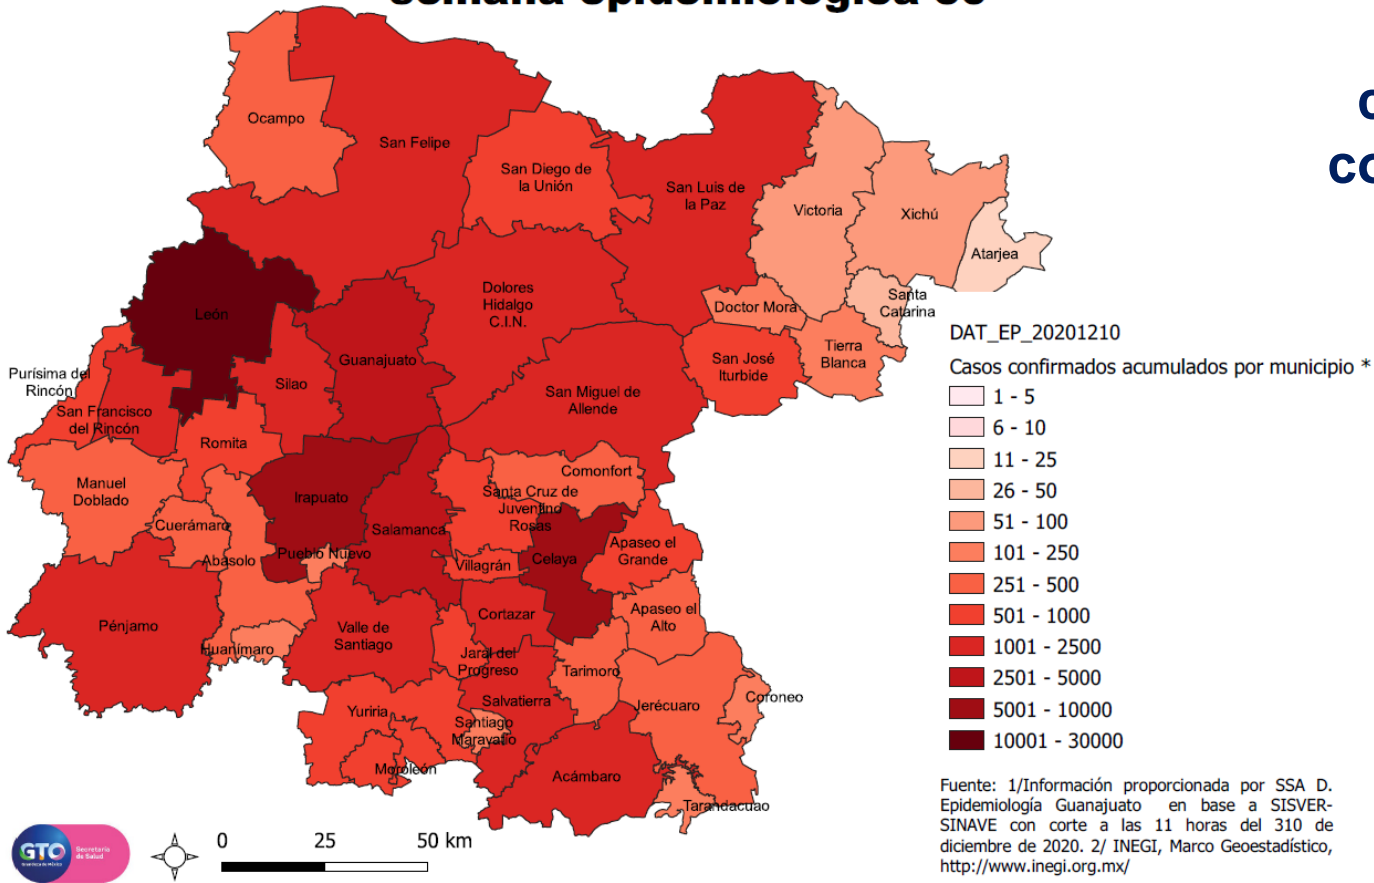 semana epidemiológica 50
Ocampo
San Felipe
San Diego de
la Unión
San Luis de
la Paz
Victoria
Xichú
Atarjea
León
Dolores
Hidalgo
C.I.N.
Doctor Mora
Santa
Catarina
Guanajuato
San José
Iturbide
Tierra
Blanca
Purísima del
Rincón
Silao
San Miguel de
Allende
San Francisco
del Rincón
Romita
Manuel
Doblado
Irapuato
Comonfort
Santa Cruz de
Juventino
Rosas
Cuerámaro
Salamanca
Abasolo
Pueblo Nuevo
Villagrán
Celaya
Apaseo el
Grande
Pénjamo
Valle de
Santiago
Cortazar
Apaseo el
Alto
Huanímaro
Jaral del
Progreso
Tarimoro
Salvatierra
Jerécuaro
Coroneo
Yuriria
Santiago
Maravatío
Moroleón
Acámbaro
Tarandacuao
c
co
DAT_EP_20201210
Casos confirmados acumulados por municipio *
1 - 5
6 - 10
11 - 25
26 - 50
51 - 100
101 - 250
251 - 500
501 - 1000
1001 - 2500
2501 - 5000
5001 - 10000
10001 - 30000
Fuente: 1/Información proporcionada por SSA D.
Epidemiología Guanajuato en base a SISVER-
SINAVE con corte a las 11 horas del 310 de
diciembre de 2020. 2/ INEGI, Marco Geoestadístico,
http://www.inegi.org.mx/
GTO
Secretaría
de Salud
0 25 50 km